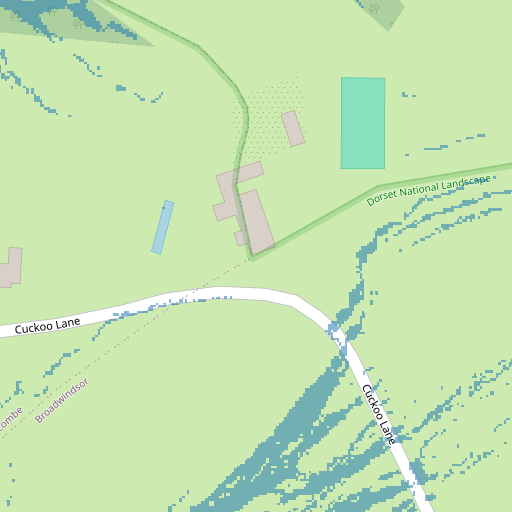 Dorset National Landscape
Cuckoo Lane
Cuckoo Lane
Broadwindsor
combe